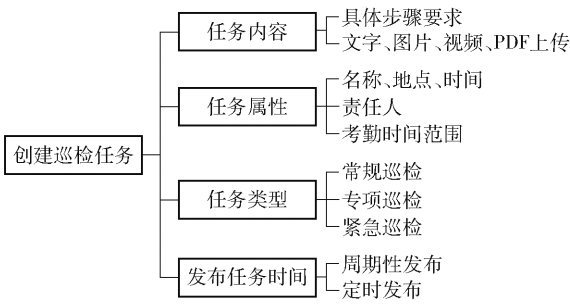 创建巡检任务
任务内容
具体步骤要求
文字、图片、视频、PDF上传
任务属性
名称、地点、时间
责任人
考勤时间范围
任务类型
常规巡检
专项巡检
紧急巡检
发布任务时间
周期性发布
定时发布